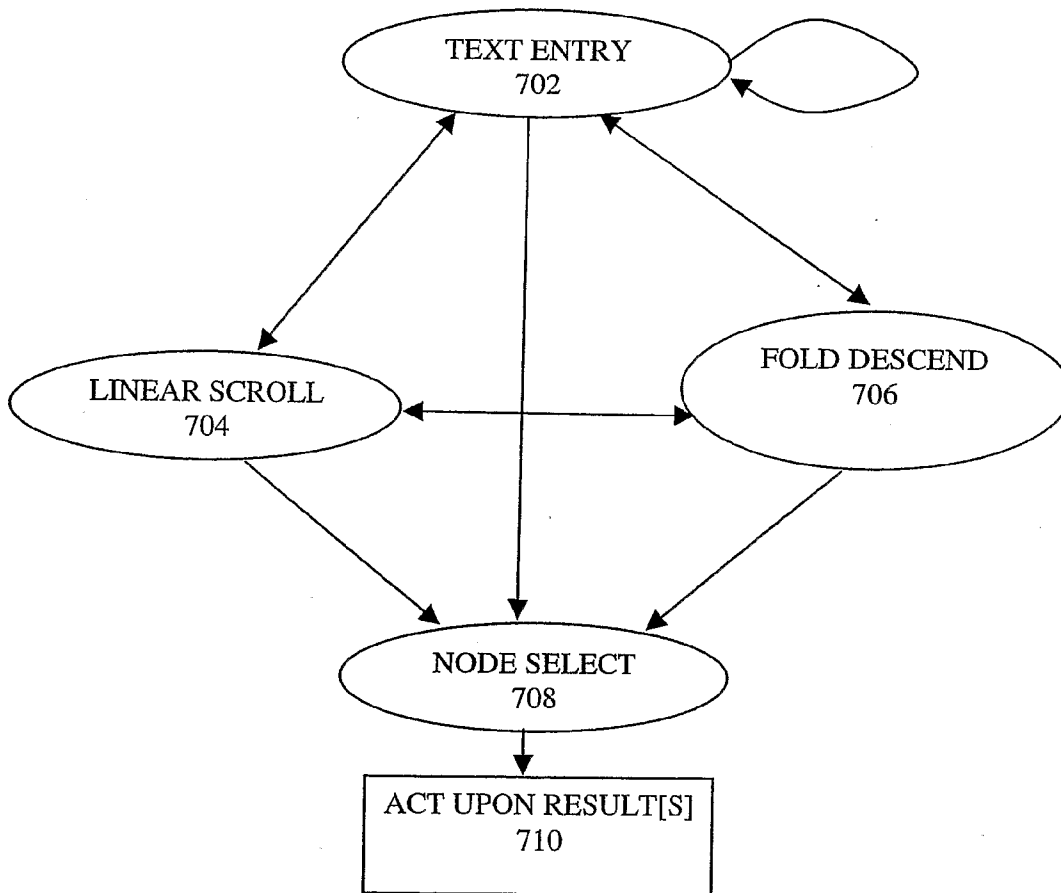 TEXT ENTRY
702
LINEAR SCROLL
704
FOLD DESCEND
706
NODE SELECT
708
ACT UPON RESULT[S]
710